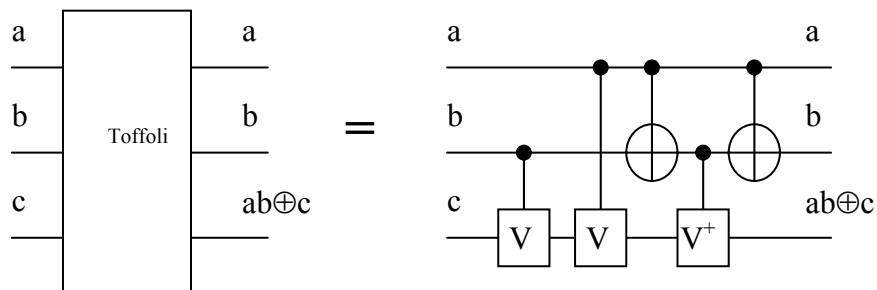 a a a a
b b b b
Toffoli
=
c ab⊕c c ab⊕c
V V V⁺